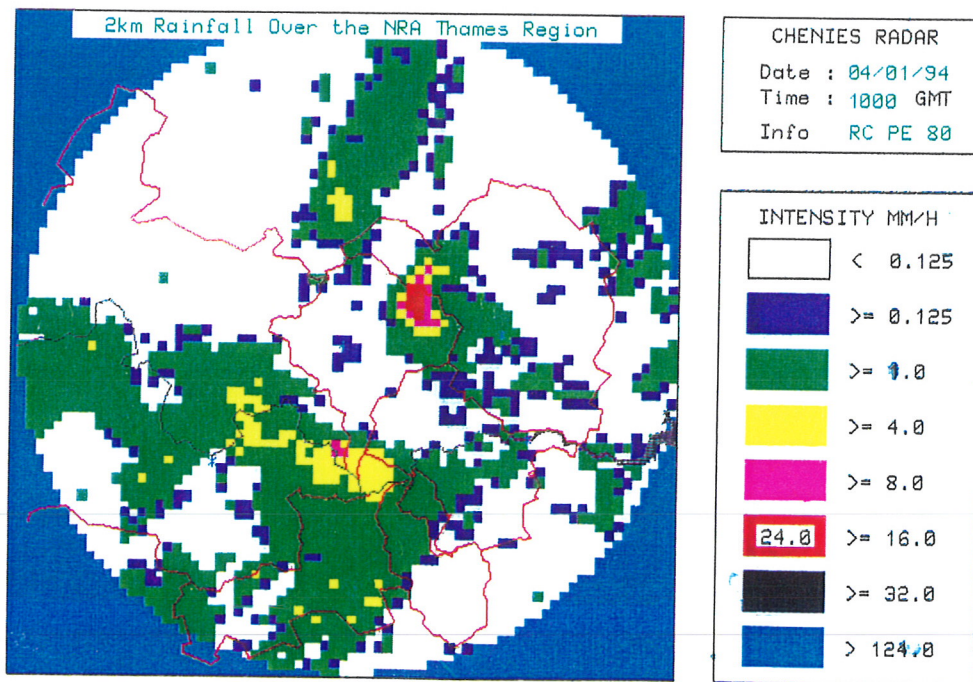 2km Rainfall Over the NRA Thames Region
CHENIES RADAR
Date : 04/01/94
Time : 1000 GMT
Info RC PE 80
INTENSITY MM/H
< 0.125
>= 0.125
>= 1.0
>= 4.0
>= 8.0
24.0 >= 16.0
>= 32.0
> 124.0